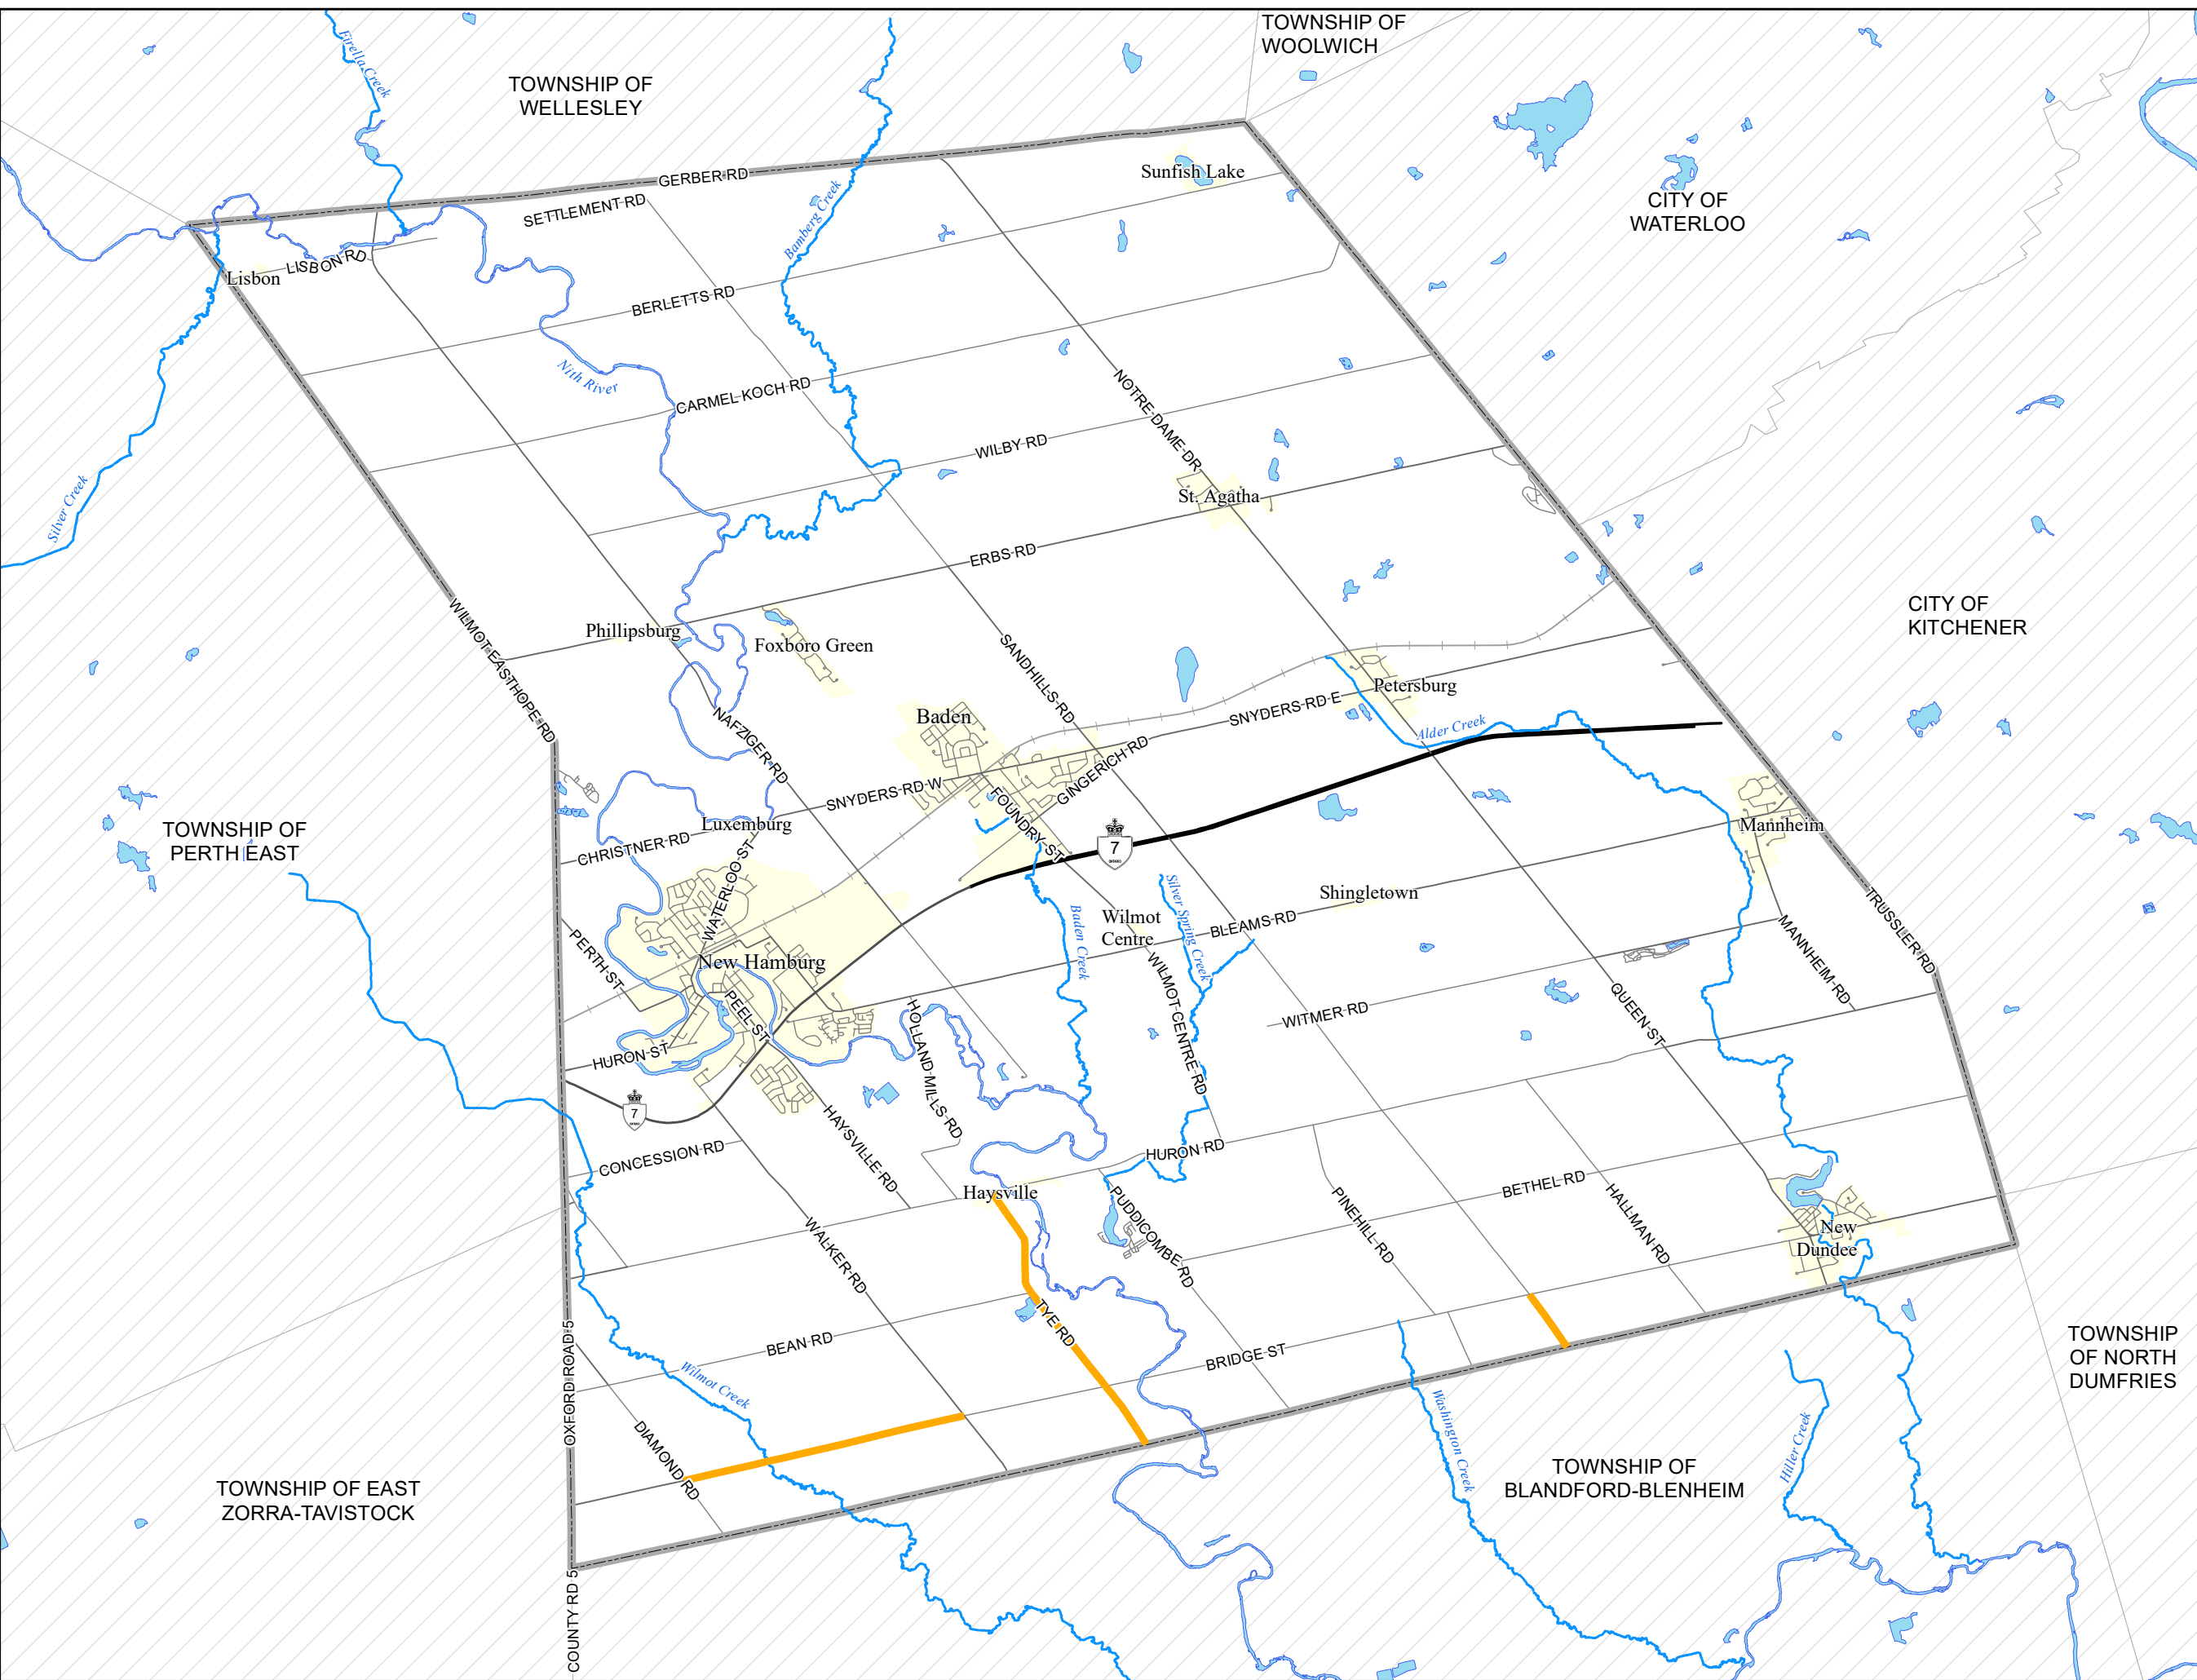 TOWNSHIP OF
WOOLWICH
Firella Creek
TOWNSHIP OF
WELLESLEY
Sunfish Lake
GERBER RD
SETTLEMENT RD
Bamberg Creek
CITY OF
WATERLOO
Lisbon
LISBON RD
BERLETTS RD
Nith River
CARMEL KOCH RD
NOTRE DAME DR
WILBY RD
Silver Creek
St. Agatha
ERBS RD
CITY OF
KITCHENER
WILMOT EASTHOPE RD
Phillipsburg
Foxboro Green
SANDHILLS RD
Petersburg
NAFZIGER RD
Baden
SNYDERS RD E
Alder Creek
GINGERICH RD
SNYDERS RD W
FOUNDRY ST
Luxemburg
CHRISTNER RD
7
ONTARIO
Mannheim
TOWNSHIP OF
PERTH EAST
WATERLOO ST
Shingletown
TRUSSLER RD
Silver Spring Creek
Baden Creek
Wilmot
Centre
BLEAMS RD
MANNHEIM RD
PERTH ST
New Hamburg
PEEL ST
WILMOT CENTRE RD
WITMER RD
QUEEN ST
HOLLAND MILLS RD
HURON ST
7
ONTARIO
HAYSVILLE RD
CONCESSION RD
HURON RD
Haysville
PUDDICOMBE RD
PINEHILL RD
BETHEL RD
HALLMAN RD
New
Dundee
WALKER RD
TYE RD
BEAN RD
BRIDGE ST
OXFORD ROAD 5
Wilmot Creek
TOWNSHIP
OF NORTH
DUMFRIES
Washington Creek
DIAMOND RD
Hiller Creek
TOWNSHIP OF
BLANDFORD-BLENHEIM
TOWNSHIP OF EAST
ZORRA-TAVISTOCK
COUNTY RD 5